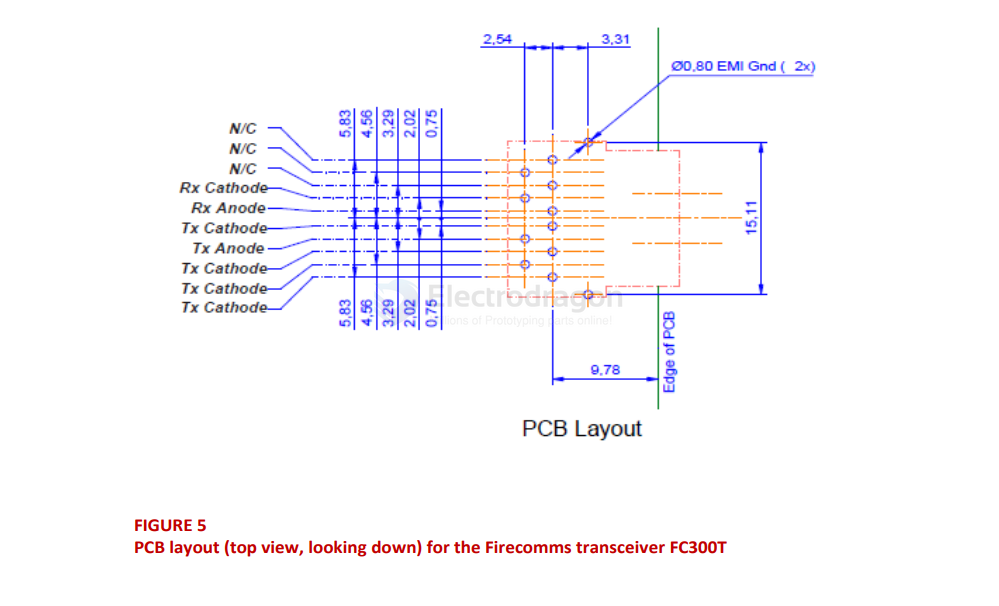 2,54
3,31
Ø0,80 EMI Gnd ( 2x)
5,83
4,56
3,29
2,02
0,75
N/C
N/C
N/C
Rx Cathode
Rx Anode
Tx Cathode
Tx Anode
Tx Cathode
Tx Cathode
Tx Cathode
15,11
Electrodragon
ions of Prototyping parts online!
5,83
4,56
3,29
2,02
0,75
9,78
Edge of PCB
PCB Layout
FIGURE 5
PCB layout (top view, looking down) for the Firecomms transceiver FC300T